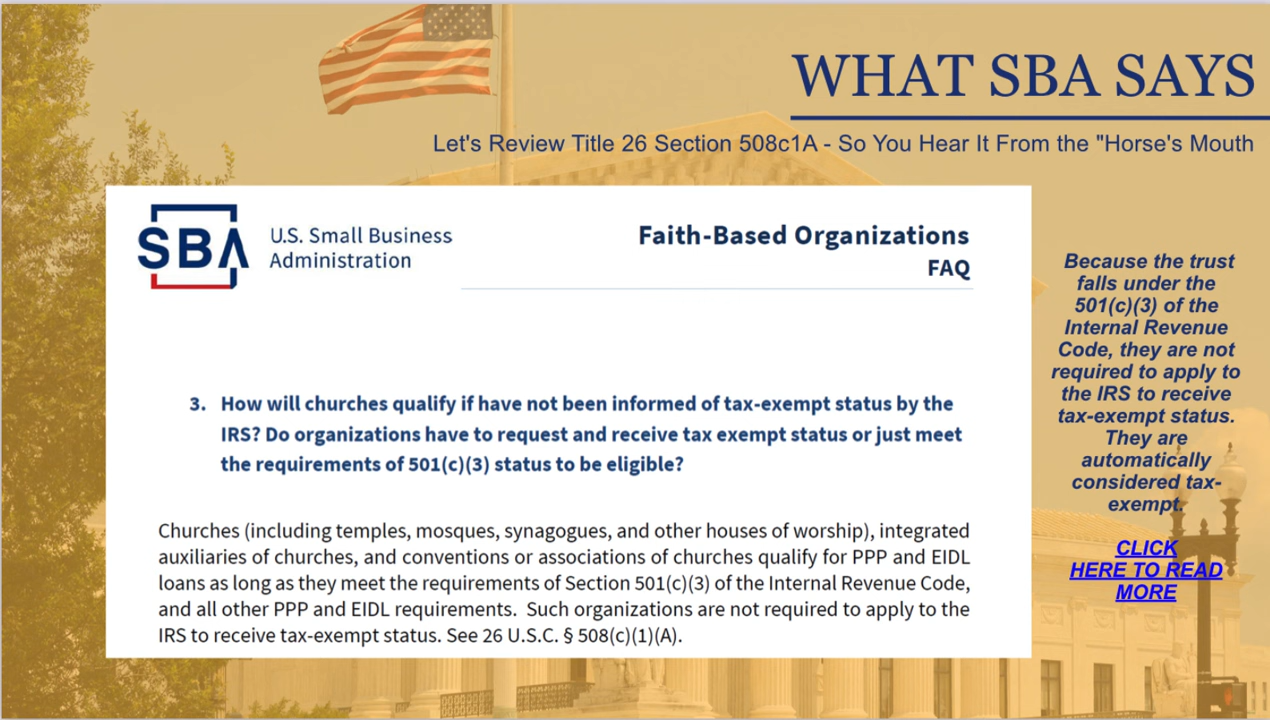 WHAT SBA SAYS
Let's Review Title 26 Section 508c1A - So You Hear It From the "Horse's Mouth
SBA
U.S. Small Business
Administration
Faith-Based Organizations
FAQ
3. How will churches qualify if have not been informed of tax-exempt status by the
IRS? Do organizations have to request and receive tax exempt status or just meet
the requirements of 501(c)(3) status to be eligible?
Churches (including temples, mosques, synagogues, and other houses of worship), integrated
auxiliaries of churches, and conventions or associations of churches qualify for PPP and EIDL
loans as long as they meet the requirements of Section 501(c)(3) of the Internal Revenue Code,
and all other PPP and EIDL requirements.  Such organizations are not required to apply to the
IRS to receive tax-exempt status. See 26 U.S.C. § 508(c)(1)(A).
Because the trust
falls under the
501(c)(3) of the
Internal Revenue
Code, they are not
required to apply to
the IRS to receive
tax-exempt status.
They are
automatically
considered tax-
exempt.
CLICK
HERE TO READ
MORE